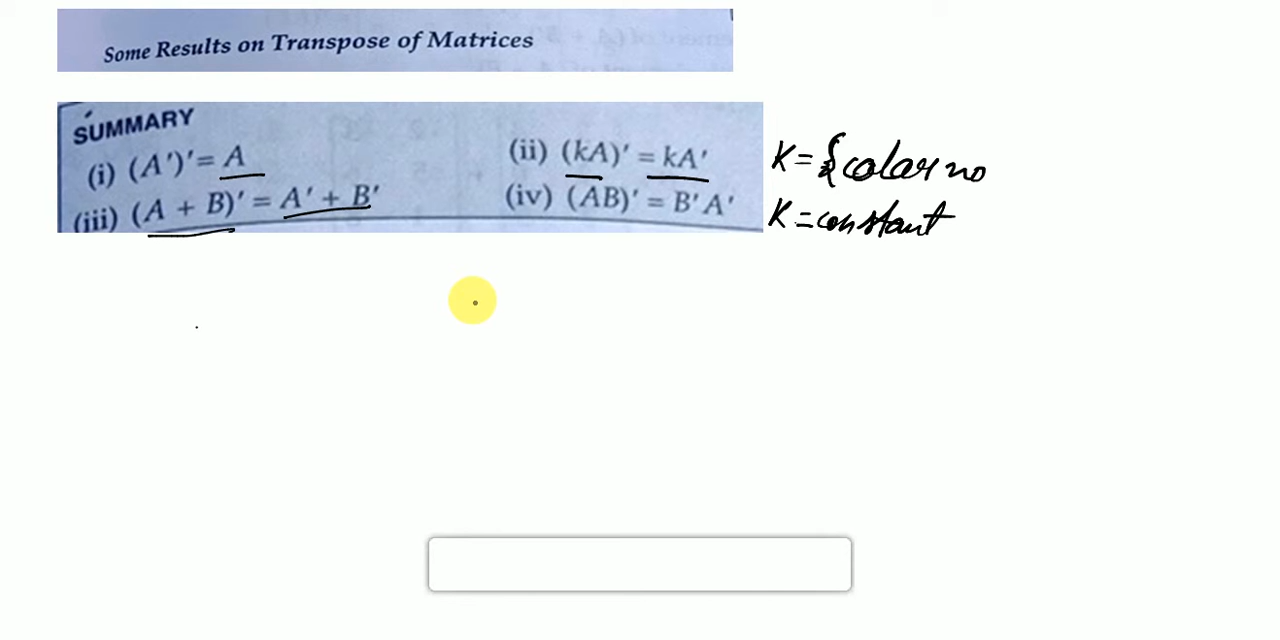 Some Results on Transpose of Matrices
SUMMARY
(i) (A')' = A
(ii) (kA)' = kA'
K = Scalar no
(iii) (A + B)' = A' + B'
(iv) (AB)' = B'A'
K = constant